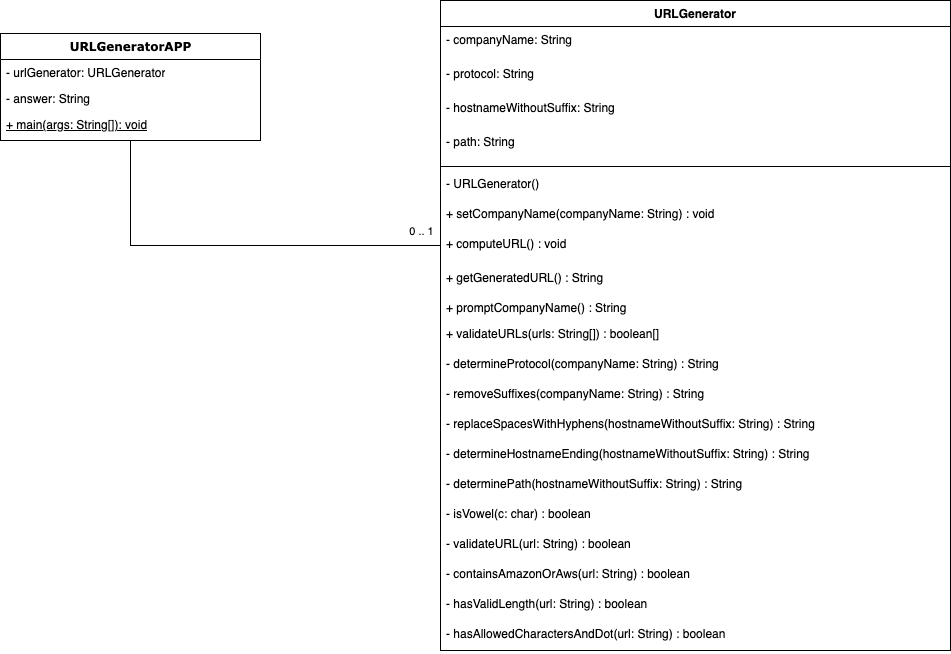 URLGeneratorAPP
- urlGenerator: URLGenerator
- answer: String
+ main(args: String[]): void
0 .. 1
URLGenerator
- companyName: String
- protocol: String
- hostnameWithoutSuffix: String
- path: String
- URLGenerator()
+ setCompanyName(companyName: String) : void
+ computeURL() : void
+ getGeneratedURL() : String
+ promptCompanyName() : String
+ validateURLs(urls: String[]) : boolean[]
- determineProtocol(companyName: String) : String
- removeSuffixes(companyName: String) : String
- replaceSpacesWithHyphens(hostnameWithoutSuffix: String) : String
- determineHostnameEnding(hostnameWithoutSuffix: String) : String
- determinePath(hostnameWithoutSuffix: String) : String
- isVowel(c: char) : boolean
- validateURL(url: String) : boolean
- containsAmazonOrAws(url: String) : boolean
- hasValidLength(url: String) : boolean
- hasAllowedCharactersAndDot(url: String) : boolean